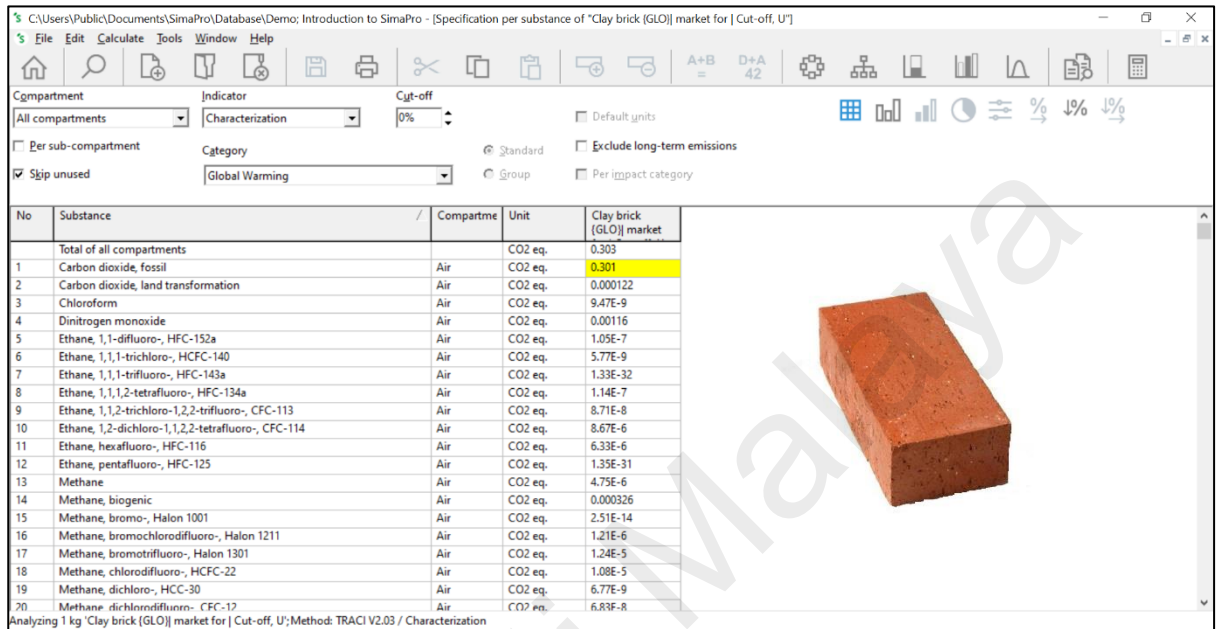 C:\Users\Public\Documents\SimaPro\Database\Demo; Introduction to SimaPro - [Specification per substance of "Clay brick {GLO}| market for | Cut-off, U"]
File Edit Calculate Tools Window Help
A+B = D+A 42
Compartment Indicator Cut-off
All compartments Characterization 0% Default units
Per sub-compartment Category Standard Exclude long-term emissions
Skip unused Global Warming Group Per impact category
No Substance / Compartme Unit Clay brick
{GLO}| market
Total of all compartments CO2 eq. 0.303
1 Carbon dioxide, fossil Air CO2 eq. 0.301
2 Carbon dioxide, land transformation Air CO2 eq. 0.000122
3 Chloroform Air CO2 eq. 9.47E-9
4 Dinitrogen monoxide Air CO2 eq. 0.00116
5 Ethane, 1,1-difluoro-, HFC-152a Air CO2 eq. 1.05E-7
6 Ethane, 1,1,1-trichloro-, HCFC-140 Air CO2 eq. 5.77E-9
7 Ethane, 1,1,1-trifluoro-, HFC-143a Air CO2 eq. 1.33E-32
8 Ethane, 1,1,1,2-tetrafluoro-, HFC-134a Air CO2 eq. 1.14E-7
9 Ethane, 1,1,2-trichloro-1,2,2-trifluoro-, CFC-113 Air CO2 eq. 8.71E-8
10 Ethane, 1,2-dichloro-1,1,2,2-tetrafluoro-, CFC-114 Air CO2 eq. 8.67E-6
11 Ethane, hexafluoro-, HFC-116 Air CO2 eq. 6.33E-6
12 Ethane, pentafluoro-, HFC-125 Air CO2 eq. 1.35E-31
13 Methane Air CO2 eq. 4.75E-6
14 Methane, biogenic Air CO2 eq. 0.000326
15 Methane, bromo-, Halon 1001 Air CO2 eq. 2.51E-14
16 Methane, bromochlorodifluoro-, Halon 1211 Air CO2 eq. 1.21E-6
17 Methane, bromotrifluoro-, Halon 1301 Air CO2 eq. 1.24E-5
18 Methane, chlorodifluoro-, HCFC-22 Air CO2 eq. 1.08E-5
19 Methane, dichloro-, HCC-30 Air CO2 eq. 6.77E-9
20 Methane, dichlorodifluoro-, CFC-12 Air CO2 eq. 6.83E-8
Analyzing 1 kg 'Clay brick {GLO}| market for | Cut-off, U'; Method: TRACI V2.03 / Characterization
Malaya